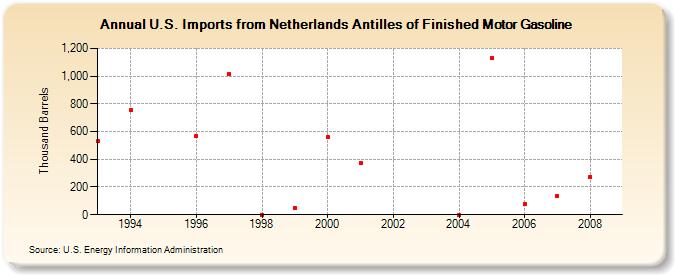 Annual U.S. Imports from Netherlands Antilles of Finished Motor Gasoline
Thousand Barrels
1,200
1,000
800
600
400
200
0
1994 1996 1998 2000 2002 2004 2006 2008
Source: U.S. Energy Information Administration